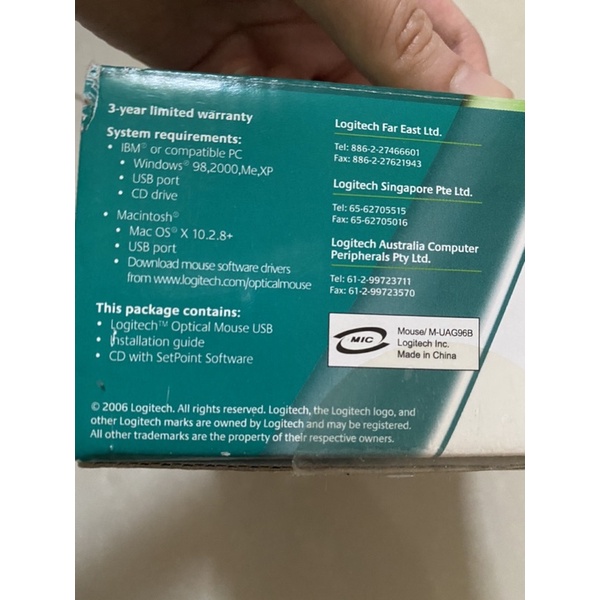 3-year limited warranty
System requirements:
• IBM® or compatible PC
• Windows® 98,2000,Me,XP
• USB port
• CD drive
• Macintosh®
• Mac OS® X 10.2.8+
• USB port
• Download mouse software drivers
from www.logitech.com/opticalmouse
This package contains:
• Logitech™ Optical Mouse USB
• Installation guide
• CD with SetPoint Software
Logitech Far East Ltd.
Tel: 886-2-27466601
Fax: 886-2-27621943
Logitech Singapore Pte Ltd.
Tel: 65-62705515
Fax: 65-62705016
Logitech Australia Computer
Peripherals Pty Ltd.
Tel: 61-2-99723711
Fax: 61-2-99723570
MIC
Mouse/ M-UAG96B
Logitech Inc.
Made in China
© 2006 Logitech. All rights reserved. Logitech, the Logitech logo, and
other Logitech marks are owned by Logitech and may be registered.
All other trademarks are the property of their respective owners.